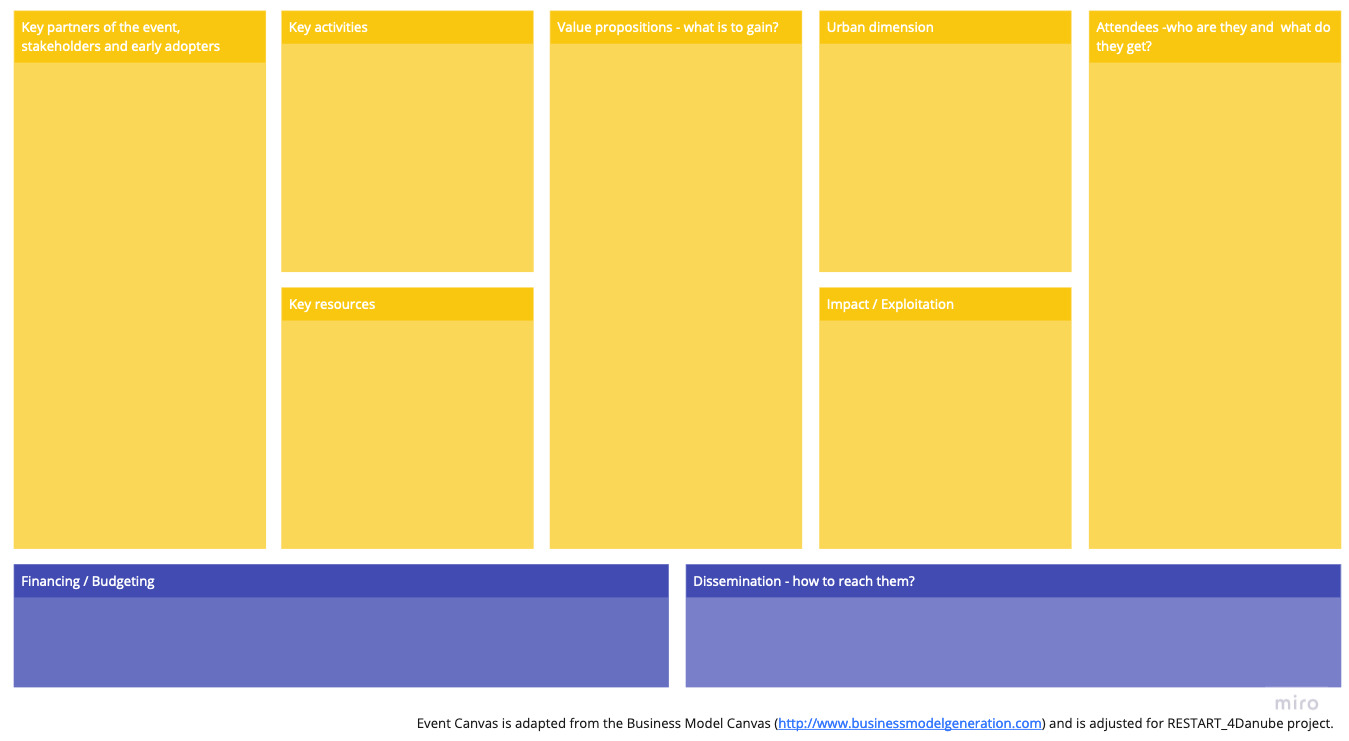 Key partners of the event,
stakeholders and early adopters
Key activities
Key resources
Value propositions - what is to gain?
Urban dimension
Impact / Exploitation
Attendees -who are they and  what do
they get?
Financing / Budgeting
Dissemination - how to reach them?
miro
Event Canvas is adapted from the Business Model Canvas (http://www.businessmodelgeneration.com) and is adjusted for RESTART_4Danube project.